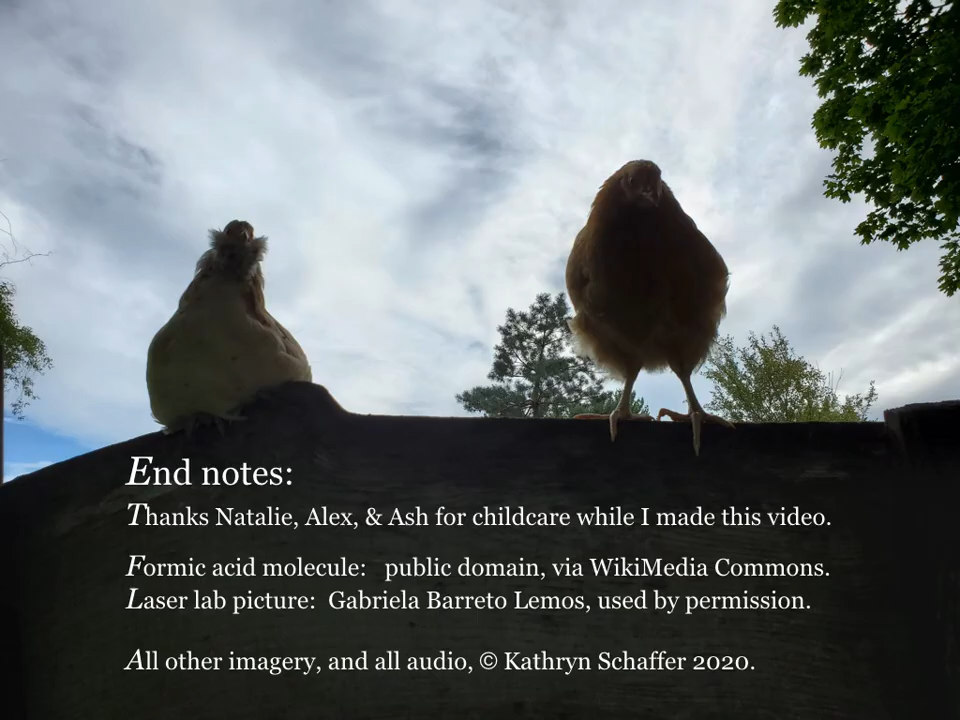 End notes:
Thanks Natalie, Alex, & Ash for childcare while I made this video.
Formic acid molecule: public domain, via WikiMedia Commons.
Laser lab picture: Gabriela Barreto Lemos, used by permission.
All other imagery, and all audio, © Kathryn Schaffer 2020.